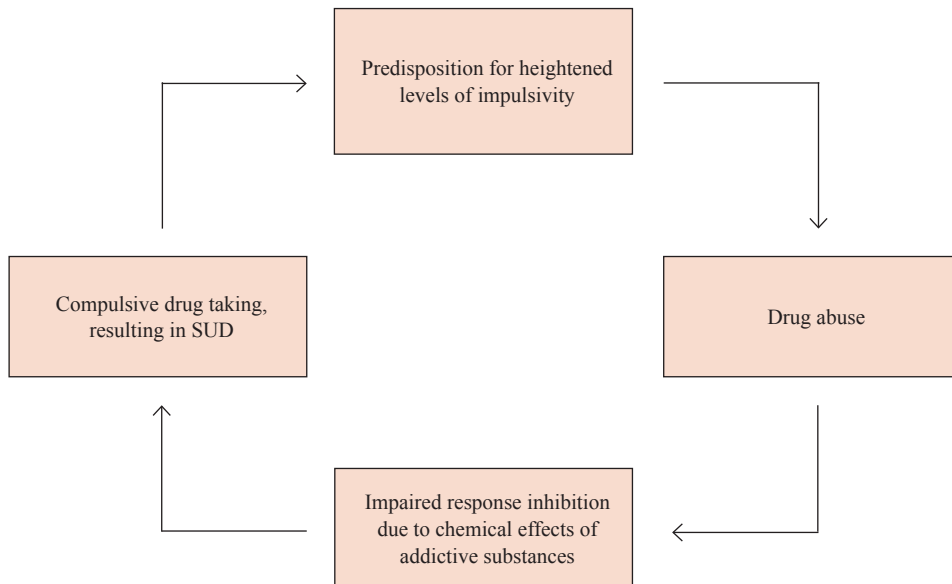 Predisposition for heightened
levels of impulsivity
Drug abuse
Impaired response inhibition
due to chemical effects of
addictive substances
Compulsive drug taking,
resulting in SUD